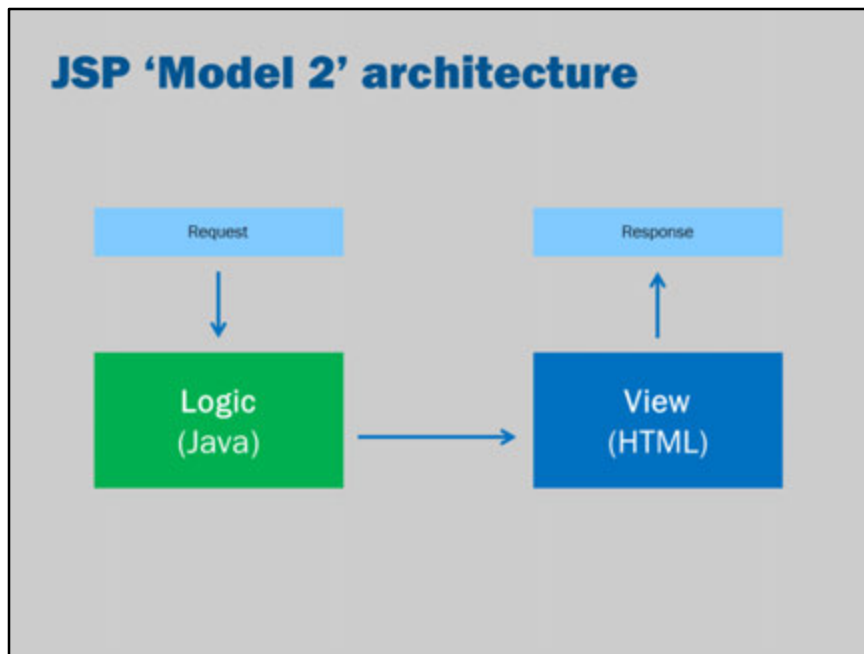 JSP ‘Model 2’ architecture
Request
Response
Logic
(Java)
View
(HTML)